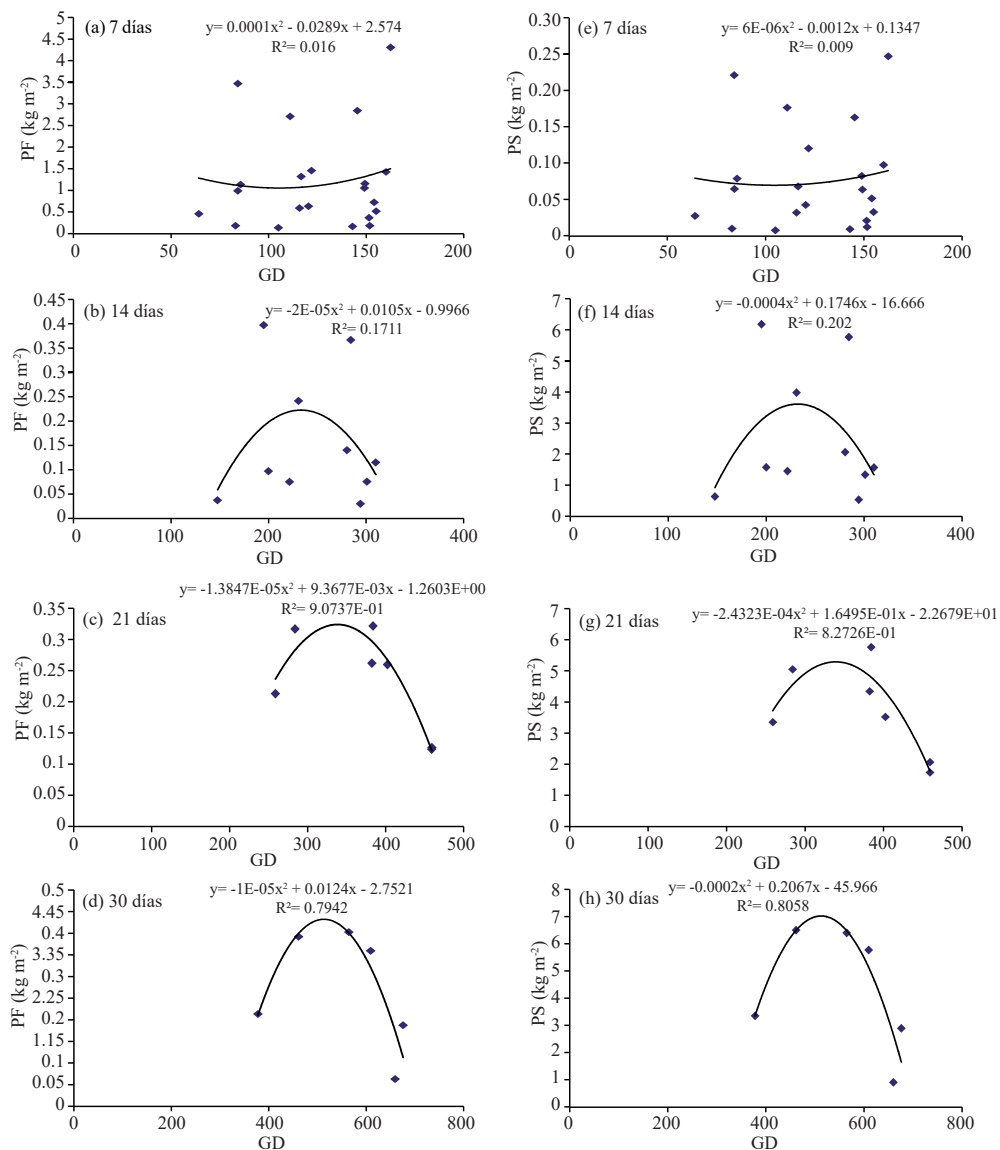 (a) 7 días
y= 0.0001x² - 0.0289x + 2.574
R²= 0.016
PF (kg m⁻²)
5
4.5
4
3.5
3
2.5
2
1.5
1
0.5
0
0 50 100 150 200
GD
(e) 7 días
y= 6E-06x² - 0.0012x + 0.1347
R²= 0.009
PS (kg m⁻²)
0.30
0.25
0.20
0.15
0.10
0.05
0
0 50 100 150 200
GD
(b) 14 días
y= -2E-05x² + 0.0105x - 0.9966
R²= 0.1711
PF (kg m⁻²)
0.45
0.4
0.35
0.3
0.25
0.2
0.15
0.1
0.05
0
0 100 200 300 400
GD
(f) 14 días
y= -0.0004x² + 0.1746x - 16.666
R²= 0.202
PS (kg m⁻²)
7
6
5
4
3
2
1
0
0 100 200 300 400
GD
(c) 21 días
y= -1.3847E-05x² + 9.3677E-03x - 1.2603E+00
R²= 9.0737E-01
PF (kg m⁻²)
0.35
0.3
0.25
0.2
0.15
0.1
0.05
0
0 100 200 300 400 500
GD
(g) 21 días
y= -2.4323E-04x² + 1.6495E-01x - 2.2679E+01
R²= 8.2726E-01
PS (kg m⁻²)
7
6
5
4
3
2
1
0
0 100 200 300 400 500
GD
(d) 30 días
y= -1E-05x² + 0.0124x - 2.7521
R²= 0.7942
PF (kg m⁻²)
0.5
4.45
0.4
3.35
0.3
2.25
0.2
1.15
0.1
0.05
0
0 200 400 600 800
GD
(h) 30 días
y= -0.0002x² + 0.2067x - 45.966
R²= 0.8058
PS (kg m⁻²)
8
7
6
5
4
3
2
1
0
0 200 400 600 800
GD